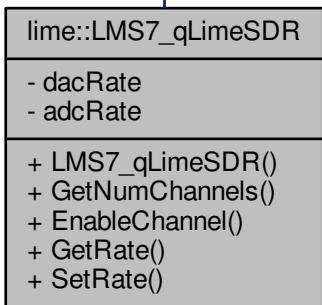 lime::LMS7_qLimeSDR
- dacRate
- adcRate
+ LMS7_qLimeSDR()
+ GetNumChannels()
+ EnableChannel()
+ GetRate()
+ SetRate()